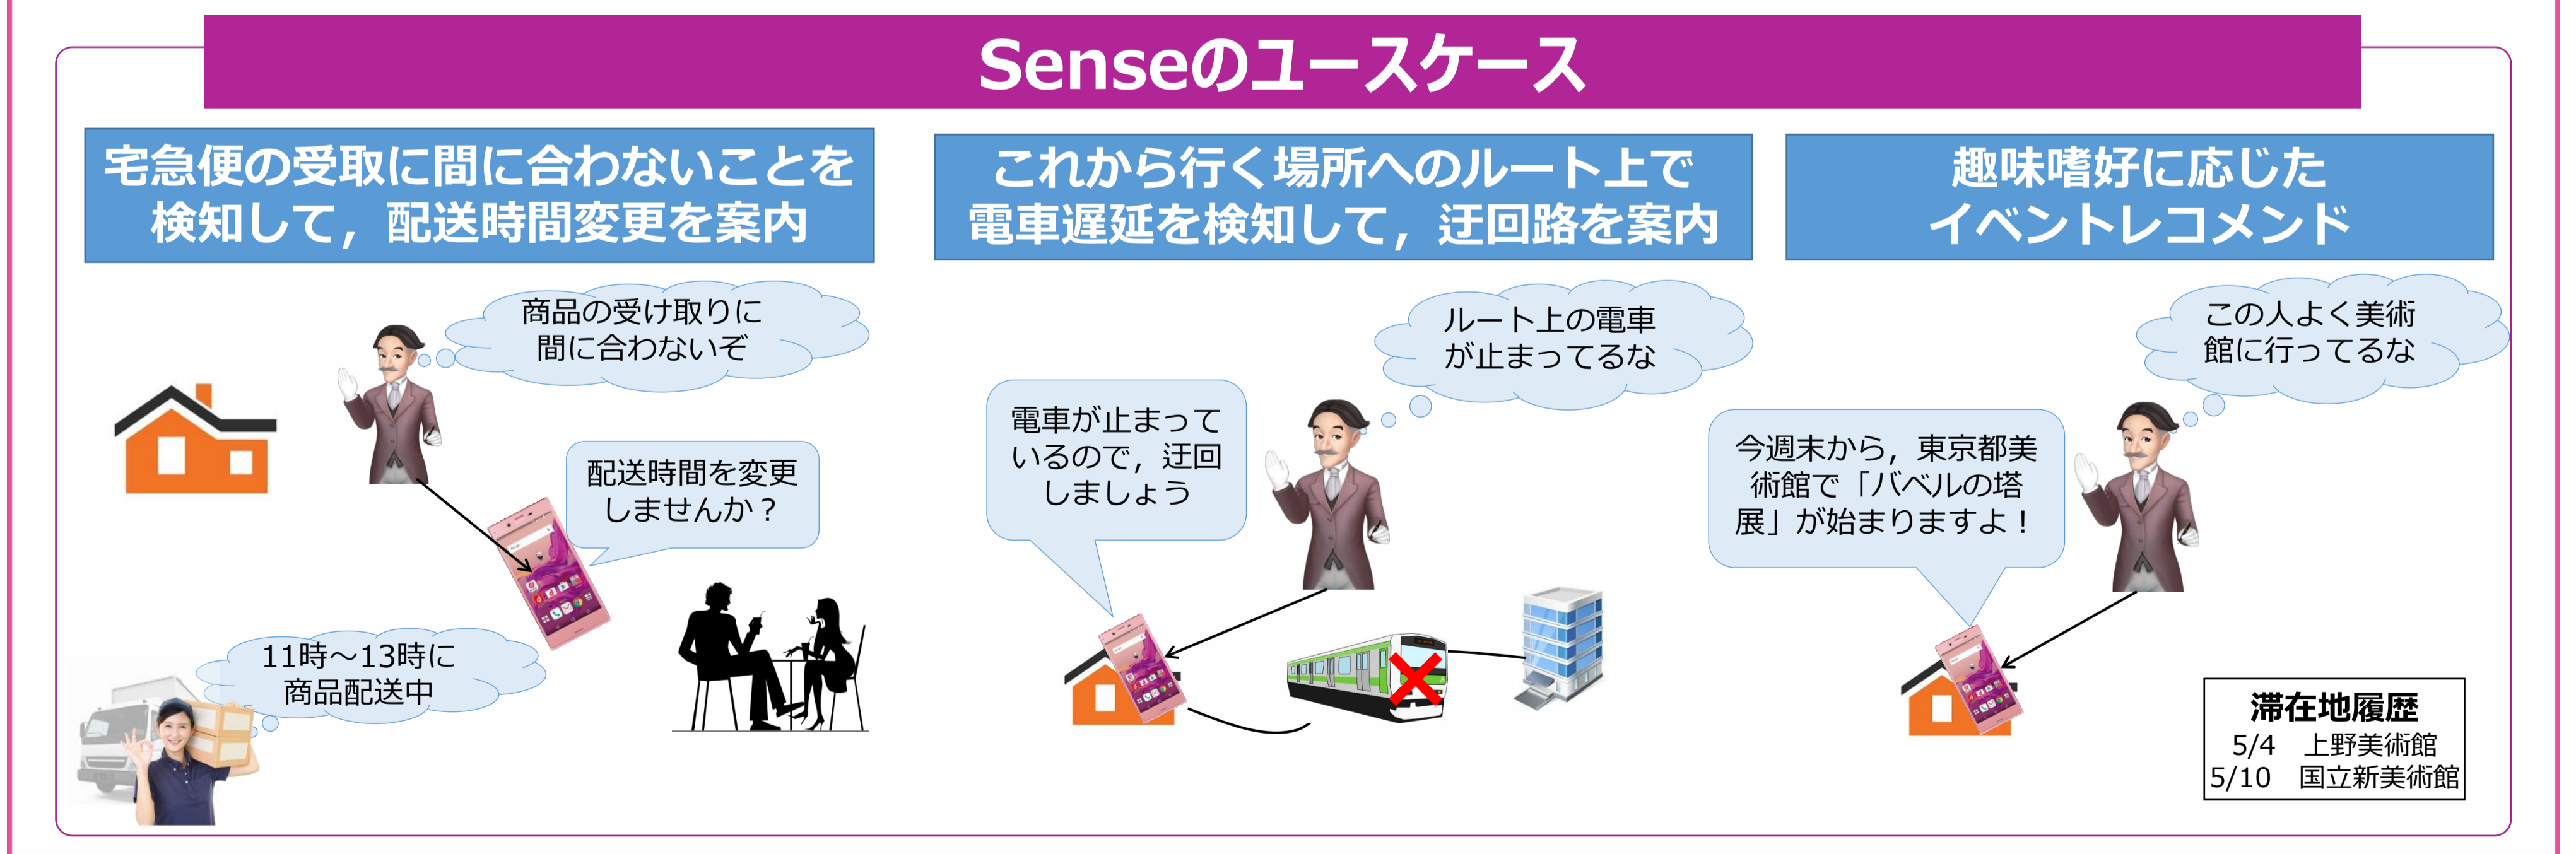 Senseのユースケース
宅急便の受取に間に合わないことを
検知して，配送時間変更を案内
商品の受け取りに
間に合わないぞ
配送時間を変更
しませんか？
11時～13時に
商品配送中
これから行く場所へのルート上で
電車遅延を検知して，迂回路を案内
ルート上の電車
が止まってるな
電車が止まって
いるので，迂回
しましょう
趣味嗜好に応じた
イベントレコメンド
この人よく美術
館に行ってるな
今週末から，東京都美
術館で「バベルの塔
展」が始まりますよ！
滞在地履歴
5/4　上野美術館
5/10　国立新美術館